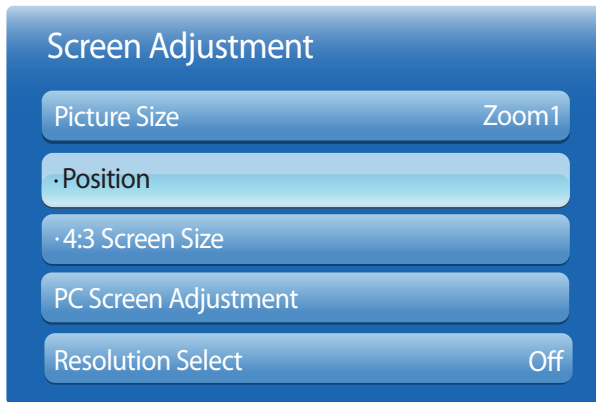 Screen Adjustment
Picture Size Zoom1
· Position
· 4:3 Screen Size
PC Screen Adjustment
Resolution Select Off